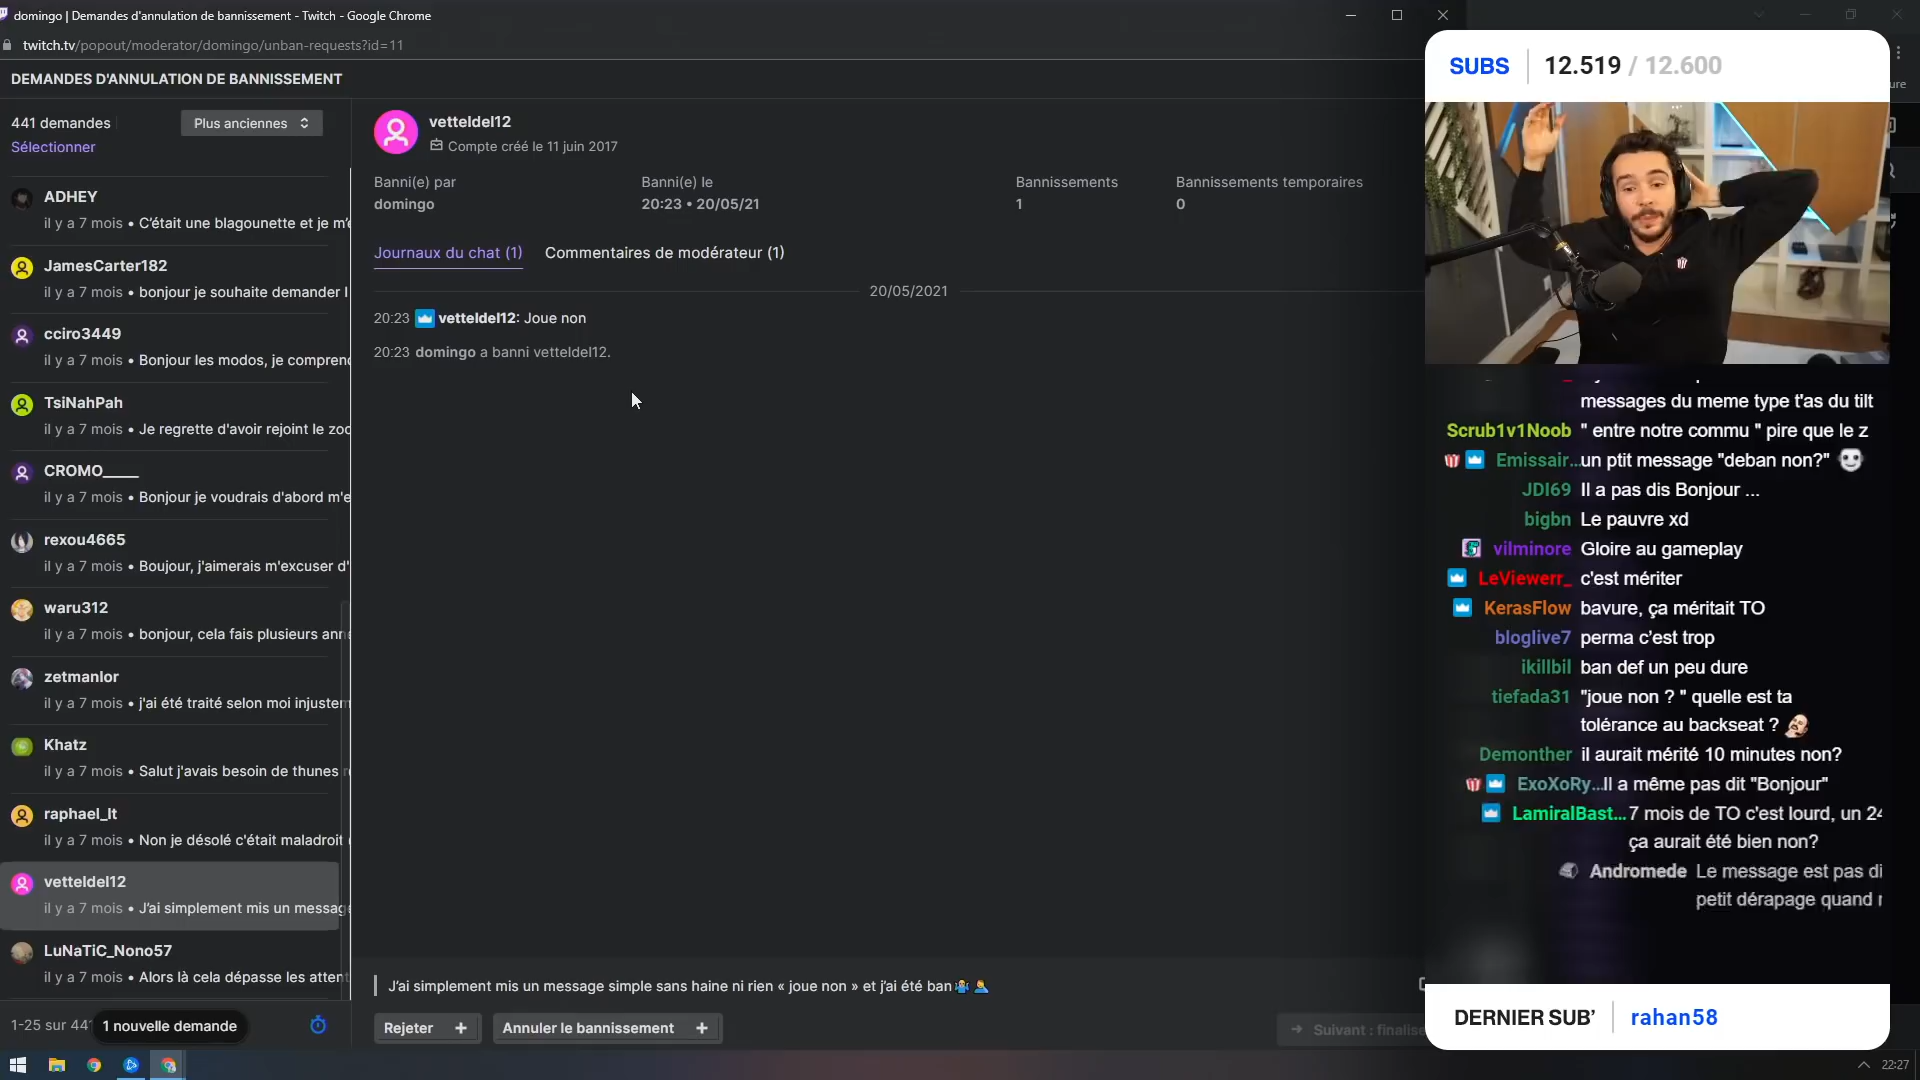 domingo | Demandes d'annulation de bannissement - Twitch - Google Chrome
twitch.tv/popout/moderator/domingo/unban-requests?id=11
DEMANDES D'ANNULATION DE BANNISSEMENT
441 demandes
Plus anciennes
Sélectionner
ADHEY
il y a 7 mois • C'était une blagounette et je m'e
JamesCarter182
il y a 7 mois • bonjour je souhaite demander l
cciro3449
il y a 7 mois • Bonjour les modos, je comprend
TsiNahPah
il y a 7 mois • Je regrette d'avoir rejoint le zoo
CROMO_____
il y a 7 mois • Bonjour je voudrais d'abord m'e
rexou4665
il y a 7 mois • Boujour, j'aimerais m'excuser d'
waru312
il y a 7 mois • bonjour, cela fais plusieurs ann
zetmanlor
il y a 7 mois • j'ai été traité selon moi injustem
Khatz
il y a 7 mois • Salut j'avais besoin de thunes
raphael_lt
il y a 7 mois • Non je désolé c'était maladroit
vetteldel12
il y a 7 mois • J'ai simplement mis un message
LuNaTiC_Nono57
il y a 7 mois • Alors là cela dépasse les attent
1-25 sur 441
1 nouvelle demande
vetteldel12
Compte créé le 11 juin 2017
Banni(e) par
domingo
Banni(e) le
20:23 • 20/05/21
Bannissements
1
Bannissements temporaires
0
Journaux du chat (1)
Commentaires de modérateur (1)
20/05/2021
20:23 vetteldel12: Joue non
20:23 domingo a banni vetteldel12.
J'ai simplement mis un message simple sans haine ni rien « joue non » et j'ai été ban🤷‍♂️🤦‍♂️
Rejeter +
Annuler le bannissement +
Suivant : finalise
SUBS 12.519 / 12.600
ure
messages du meme type t'as du tilt
Scrub1v1Noob " entre notre commu " pire que le z
Emissair...un ptit message "deban non?"
JDI69 Il a pas dis Bonjour ...
bigbn Le pauvre xd
vilminore Gloire au gameplay
LeViewerr_ c'est mériter
KerasFlow bavure, ça méritait TO
bloglive7 perma c'est trop
ikillbil ban def un peu dure
tiefada31 "joue non ? " quelle est ta
tolérance au backseat ?
Demonther il aurait mérité 10 minutes non?
ExoXoRy...Il a même pas dit "Bonjour"
LamiralBast...7 mois de TO c'est lourd, un 24
ça aurait été bien non?
Andromede Le message est pas di
petit dérapage quand
DERNIER SUB' rahan58
22:27